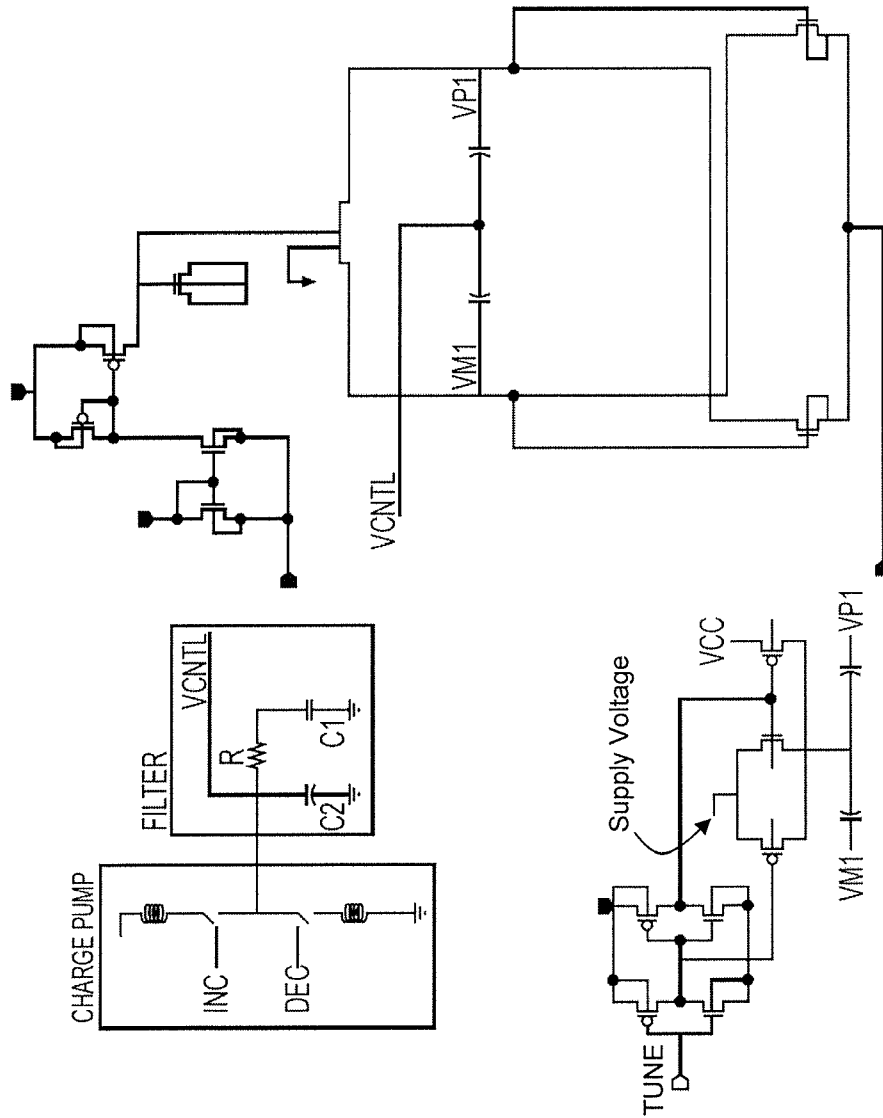 CHARGE PUMP
INC
DEC
FILTER
VCNTL
R
C2
C1
VCNTL
VM1
VP1
TUNE
Supply Voltage
VCC
VM1
VP1